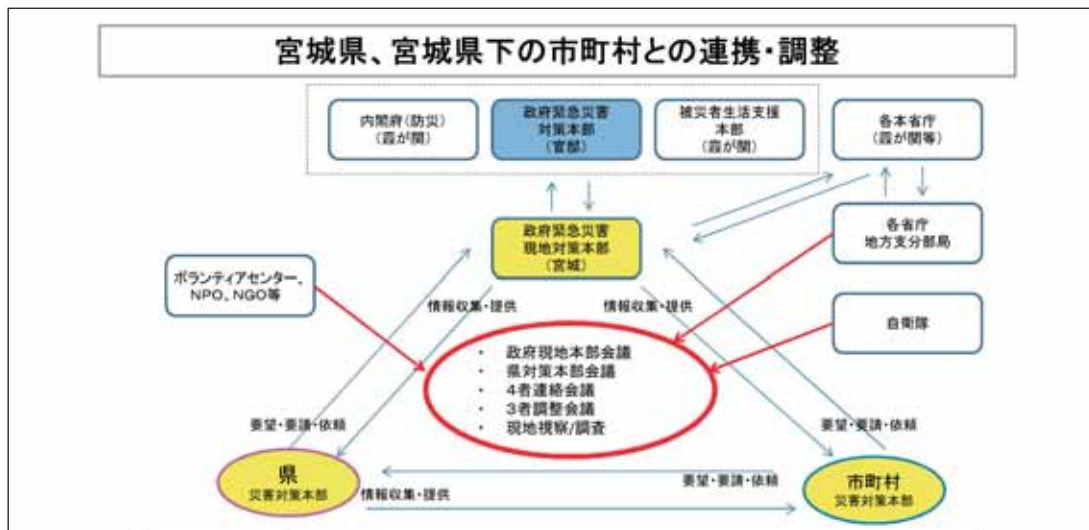 宮城県、宮城県下の市町村との連携・調整
内閣府(防災)
(霞が関)
政府緊急災害
対策本部
(官邸)
被災者生活支援
本部
(霞が関)
各本省庁
(霞が関等)
政府緊急災害
現地対策本部
(宮城)
各省庁
地方支分部局
ボランティアセンター、
NPO、NGO等
情報収集・提供
情報収集・提供
自衛隊
・ 政府現地本部会議
・ 県対策本部会議
・ 4者連絡会議
・ 3者調整会議
・ 現地視察/調査
要望・要請・依頼
要望・要請・依頼
県
災害対策本部
要望・要請・依頼
情報収集・提供
市町村
災害対策本部